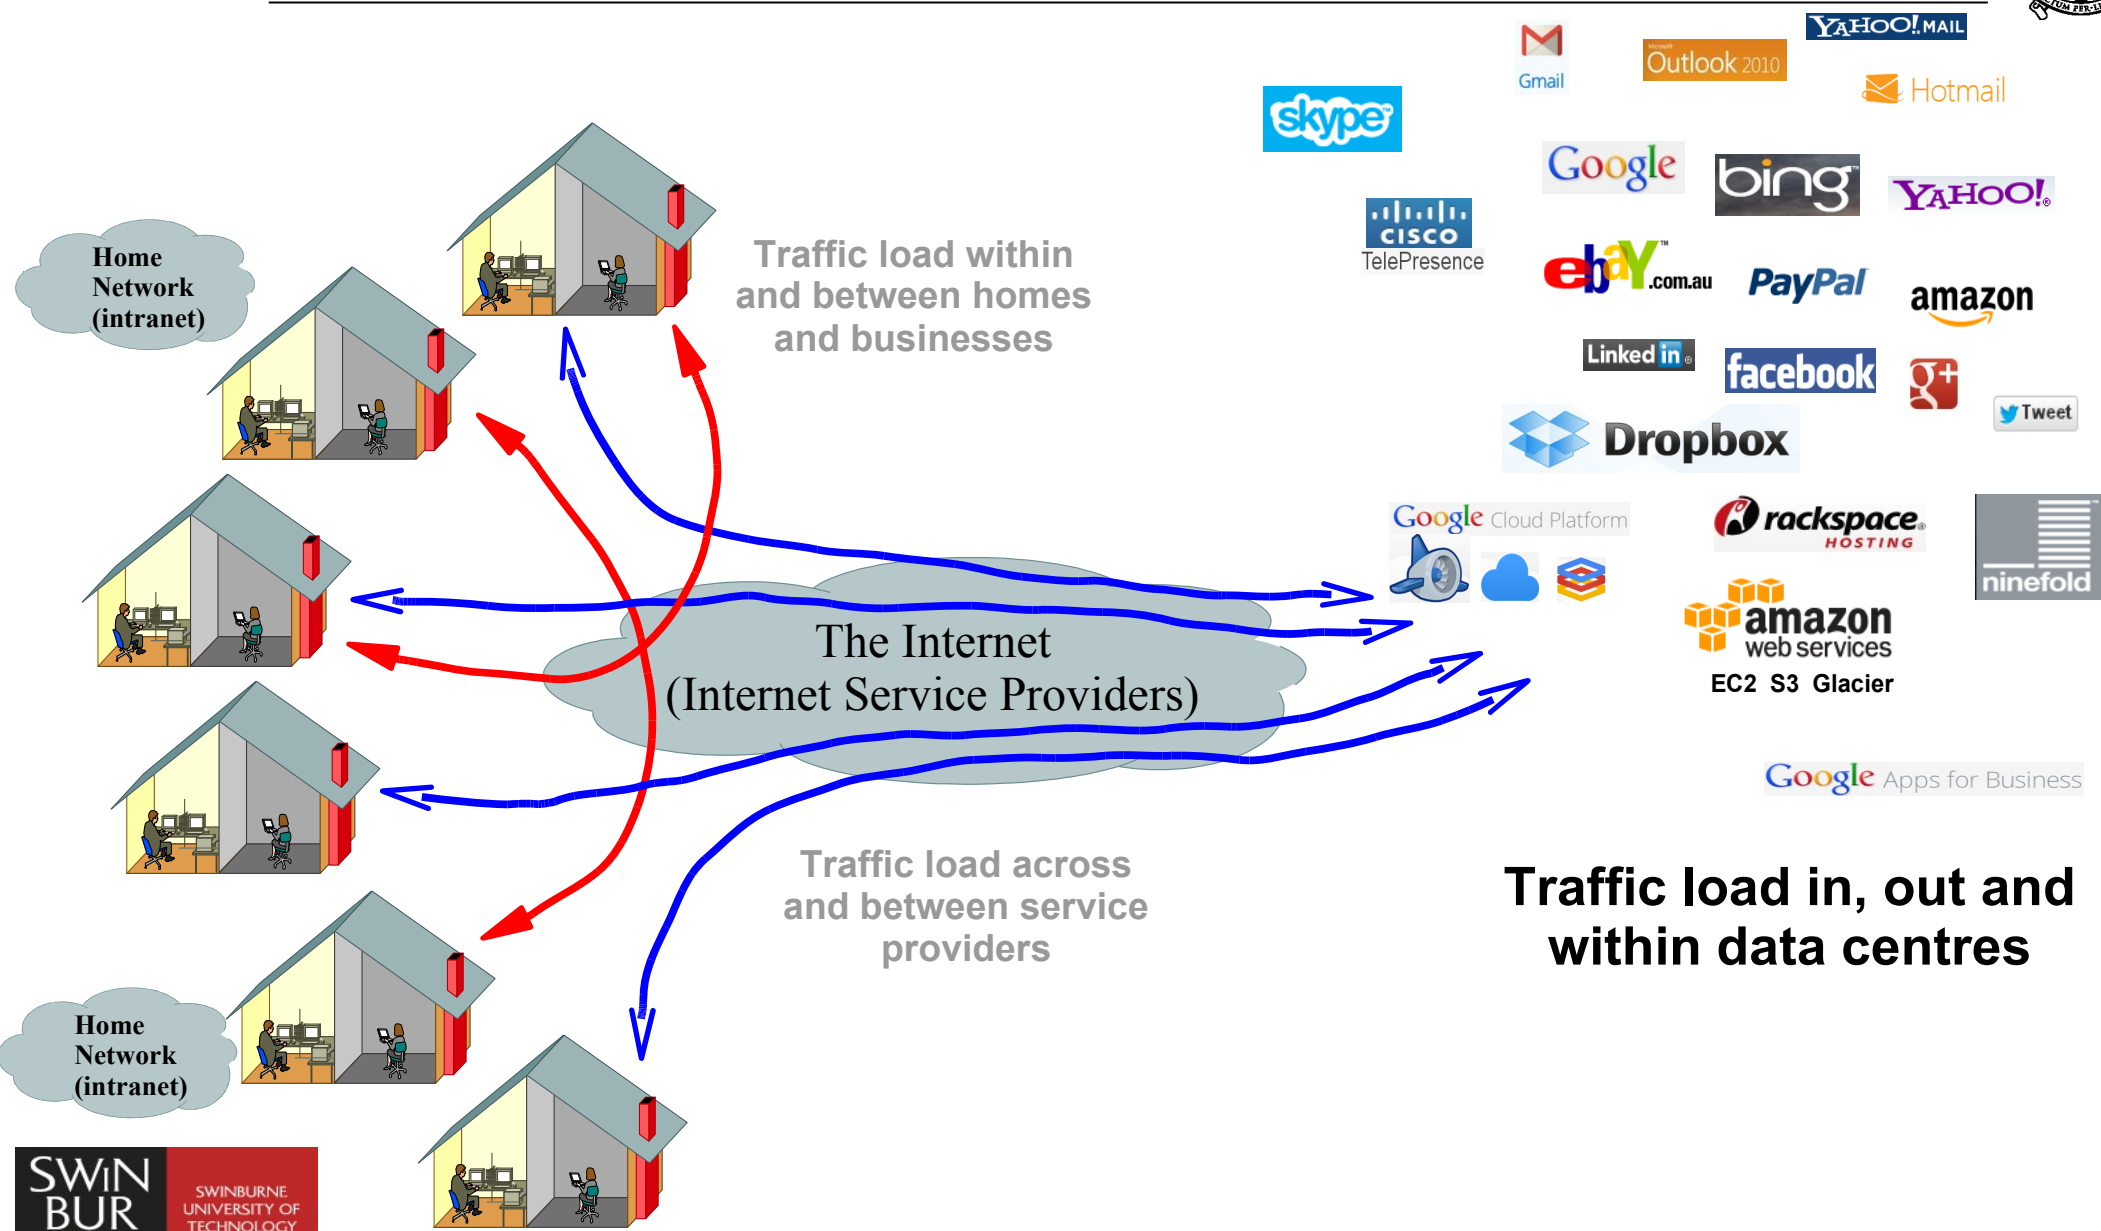 YAHOO! MAIL
Gmail
Microsoft
Outlook 2010
Hotmail
skype
Google
bing
YAHOO!
CISCO
TelePresence
ebaY.com.au
PayPal
amazon
Linked in
facebook
g+
Tweet
Dropbox
Google Cloud Platform
rackspace
HOSTING
ninefold
amazon
web services
EC2 S3 Glacier
Google Apps for Business
Traffic load in, out and
within data centres
Home
Network
(intranet)
Traffic load within
and between homes
and businesses
The Internet
(Internet Service Providers)
Traffic load across
and between service
providers
Home
Network
(intranet)
SWIN
BUR
SWINBURNE
UNIVERSITY OF
TECHNOLOGY